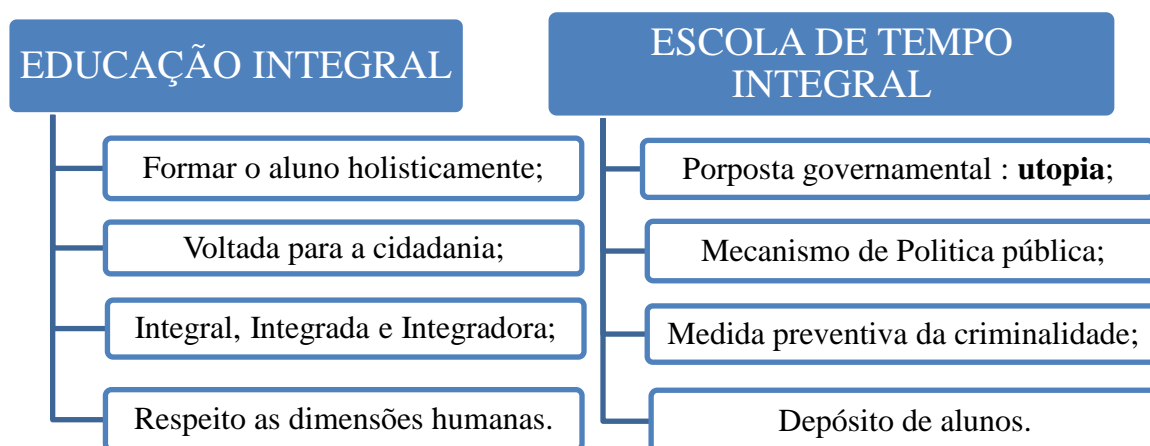 EDUCAÇÃO INTEGRAL
Formar o aluno holisticamente;
Voltada para a cidadania;
Integral, Integrada e Integradora;
Respeito as dimensões humanas.
ESCOLA DE TEMPO
INTEGRAL
Porposta governamental : utopia;
Mecanismo de Politica pública;
Medida preventiva da criminalidade;
Depósito de alunos.